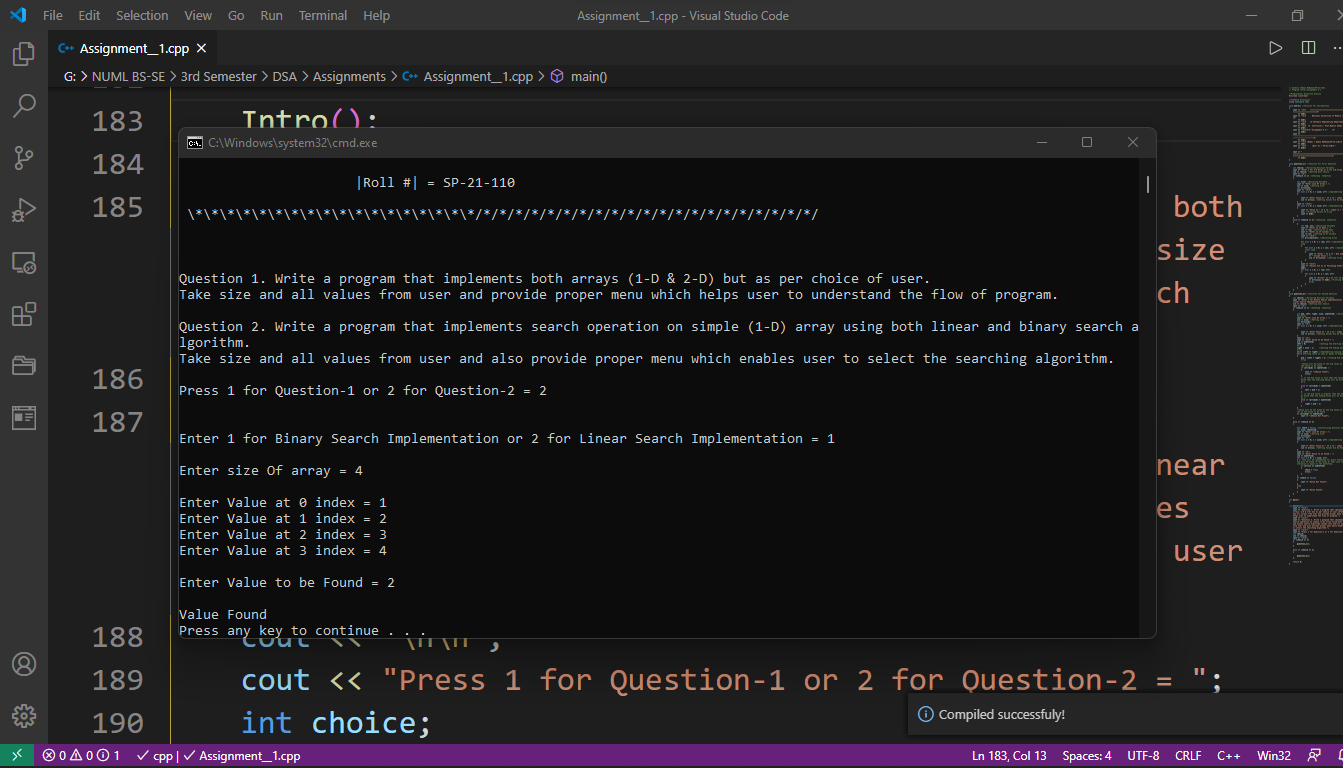 File Edit Selection View Go Run Terminal Help Assignment__1.cpp - Visual Studio Code
C++ Assignment__1.cpp
G: > NUML BS-SE > 3rd Semester > DSA > Assignments > C++ Assignment__1.cpp > main()
183 Intro();
C:\Windows\system32\cmd.exe
184
|Roll #| = SP-21-110
185 both
\*\*\*\*\*\*\*\*\*\*\*\*\*\*\*\*\*\*\*/*/*/*/*/*/*/*/*/*/*/*/*/*/*/*/*/*/*/*/
size
Question 1. Write a program that implements both arrays (1-D & 2-D) but as per choice of user.
Take size and all values from user and provide proper menu which helps user to understand the flow of program.
ch
Question 2. Write a program that implements search operation on simple (1-D) array using both linear and binary search a
lgorithm.
Take size and all values from user and also provide proper menu which enables user to select the searching algorithm.
186
Press 1 for Question-1 or 2 for Question-2 = 2
187
Enter 1 for Binary Search Implementation or 2 for Linear Search Implementation = 1
near
Enter size Of array = 4
Enter Value at 0 index = 1
es
Enter Value at 1 index = 2
Enter Value at 2 index = 3
Enter Value at 3 index = 4
user
Enter Value to be Found = 2
Value Found
Press any key to continue . . .
188 cout << "\n\n";
189 cout << "Press 1 for Question-1 or 2 for Question-2 = ";
190 int choice;
Compiled successfuly!
0 0 1 cpp | Assignment__1.cpp Ln 183, Col 13 Spaces: 4 UTF-8 CRLF C++ Win32